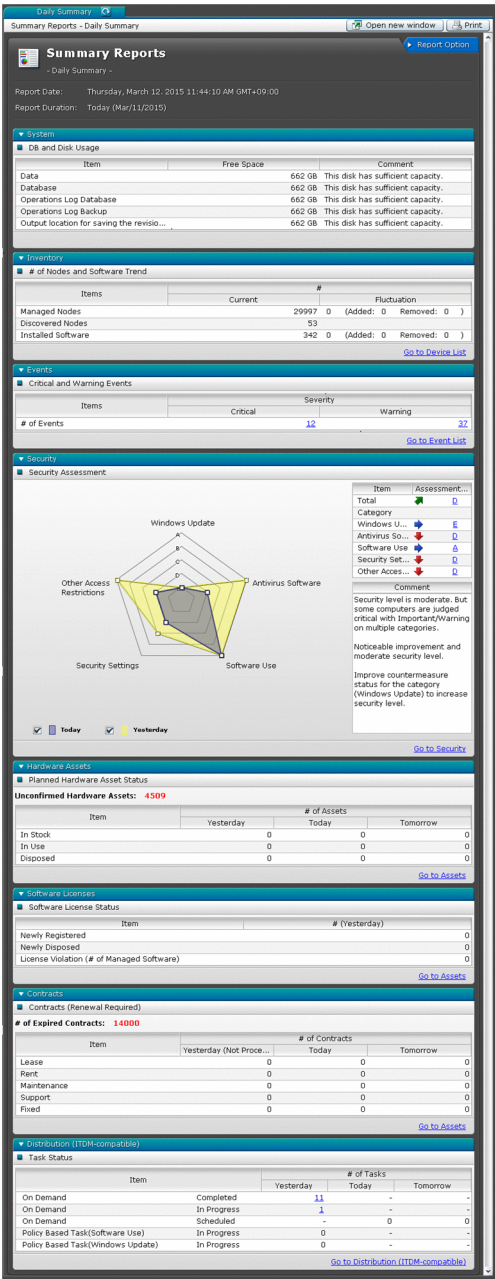 Daily Summary
Summary Reports - Daily Summary
Open new window
Print
Report Option
Summary Reports
- Daily Summary -
Report Date: Thursday, March 12. 2015 11:44:10 AM GMT+09:00
Report Duration: Today (Mar/11/2015)
System
DB and Disk Usage
Item Free Space Comment
Data 662 GB This disk has sufficient capacity.
Database 662 GB This disk has sufficient capacity.
Operations Log Database 662 GB This disk has sufficient capacity.
Operations Log Backup 662 GB This disk has sufficient capacity.
Output location for saving the revisio... 662 GB This disk has sufficient capacity.
Inventory
# of Nodes and Software Trend
Items #
Current Fluctuation
Managed Nodes 29997 0 (Added: 0 Removed: 0 )
Discovered Nodes 53
Installed Software 342 0 (Added: 0 Removed: 0 )
Go to Device List
Events
Critical and Warning Events
Items Severity
Critical Warning
# of Events 12 37
Go to Event List
Security
Security Assessment
Windows Update
A
B
C
D
Other Access Restrictions
Antivirus Software
Security Settings
Software Use
Today
Yesterday
Item Assessment...
Total D
Category
Windows U... E
Antivirus So... D
Software Use A
Security Set... D
Other Acces... D
Comment
Security level is moderate. But
some computers are judged
critical with Important/Warning
on multiple categories.
Noticeable improvement and
moderate security level.
Improve countermeasure
status for the category
(Windows Update) to increase
security level.
Go to Security
Hardware Assets
Planned Hardware Asset Status
Unconfirmed Hardware Assets: 4509
Item # of Assets
Yesterday Today Tomorrow
In Stock 0 0 0
In Use 0 0 0
Disposed 0 0 0
Go to Assets
Software Licenses
Software License Status
Item # (Yesterday)
Newly Registered 0
Newly Disposed 0
License Violation (# of Managed Software) 0
Go to Assets
Contracts
Contracts (Renewal Required)
# of Expired Contracts: 14000
Item # of Contracts
Yesterday (Not Proce... Today Tomorrow
Lease 0 0 0
Rent 0 0 0
Maintenance 0 0 0
Support 0 0 0
Fixed 0 0 0
Go to Assets
Distribution (ITDM-compatible)
Task Status
Item # of Tasks
Yesterday Today Tomorrow
On Demand Completed 11 - -
On Demand In Progress 1 - -
On Demand Scheduled - 0 0
Policy Based Task(Software Use) In Progress 0 - -
Policy Based Task(Windows Update) In Progress 0 - -
Go to Distribution (ITDM-compatible)